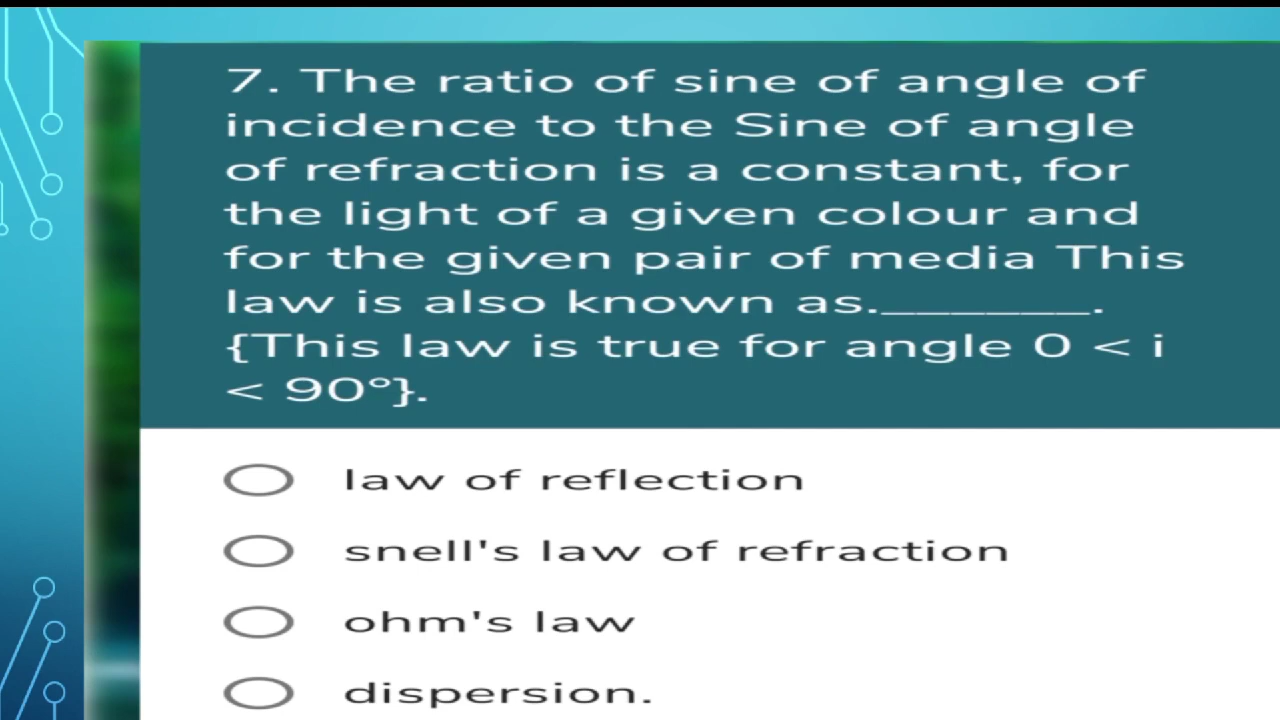 7. The ratio of sine of angle of
incidence to the Sine of angle
of refraction is a constant, for
the light of a given colour and
for the given pair of media This
law is also known as._______.
{This law is true for angle 0 < i
< 90°}.
law of reflection
snell's law of refraction
ohm's law
dispersion.